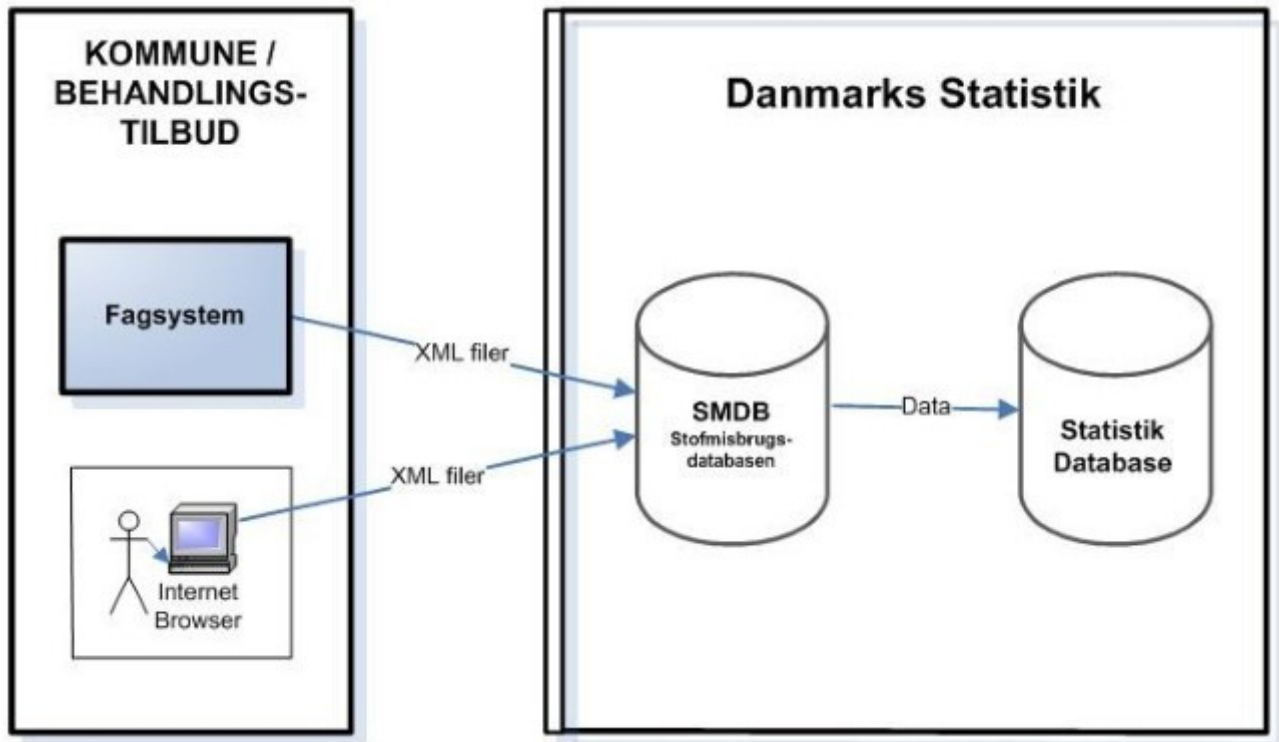 KOMMUNE /
BEHANDLINGS-
TILBUD
Fagsystem
Internet
Browser
XML filer
XML filer
Danmarks Statistik
SMDB
Stofmisbrugs-
databasen
Data
Statistik
Database